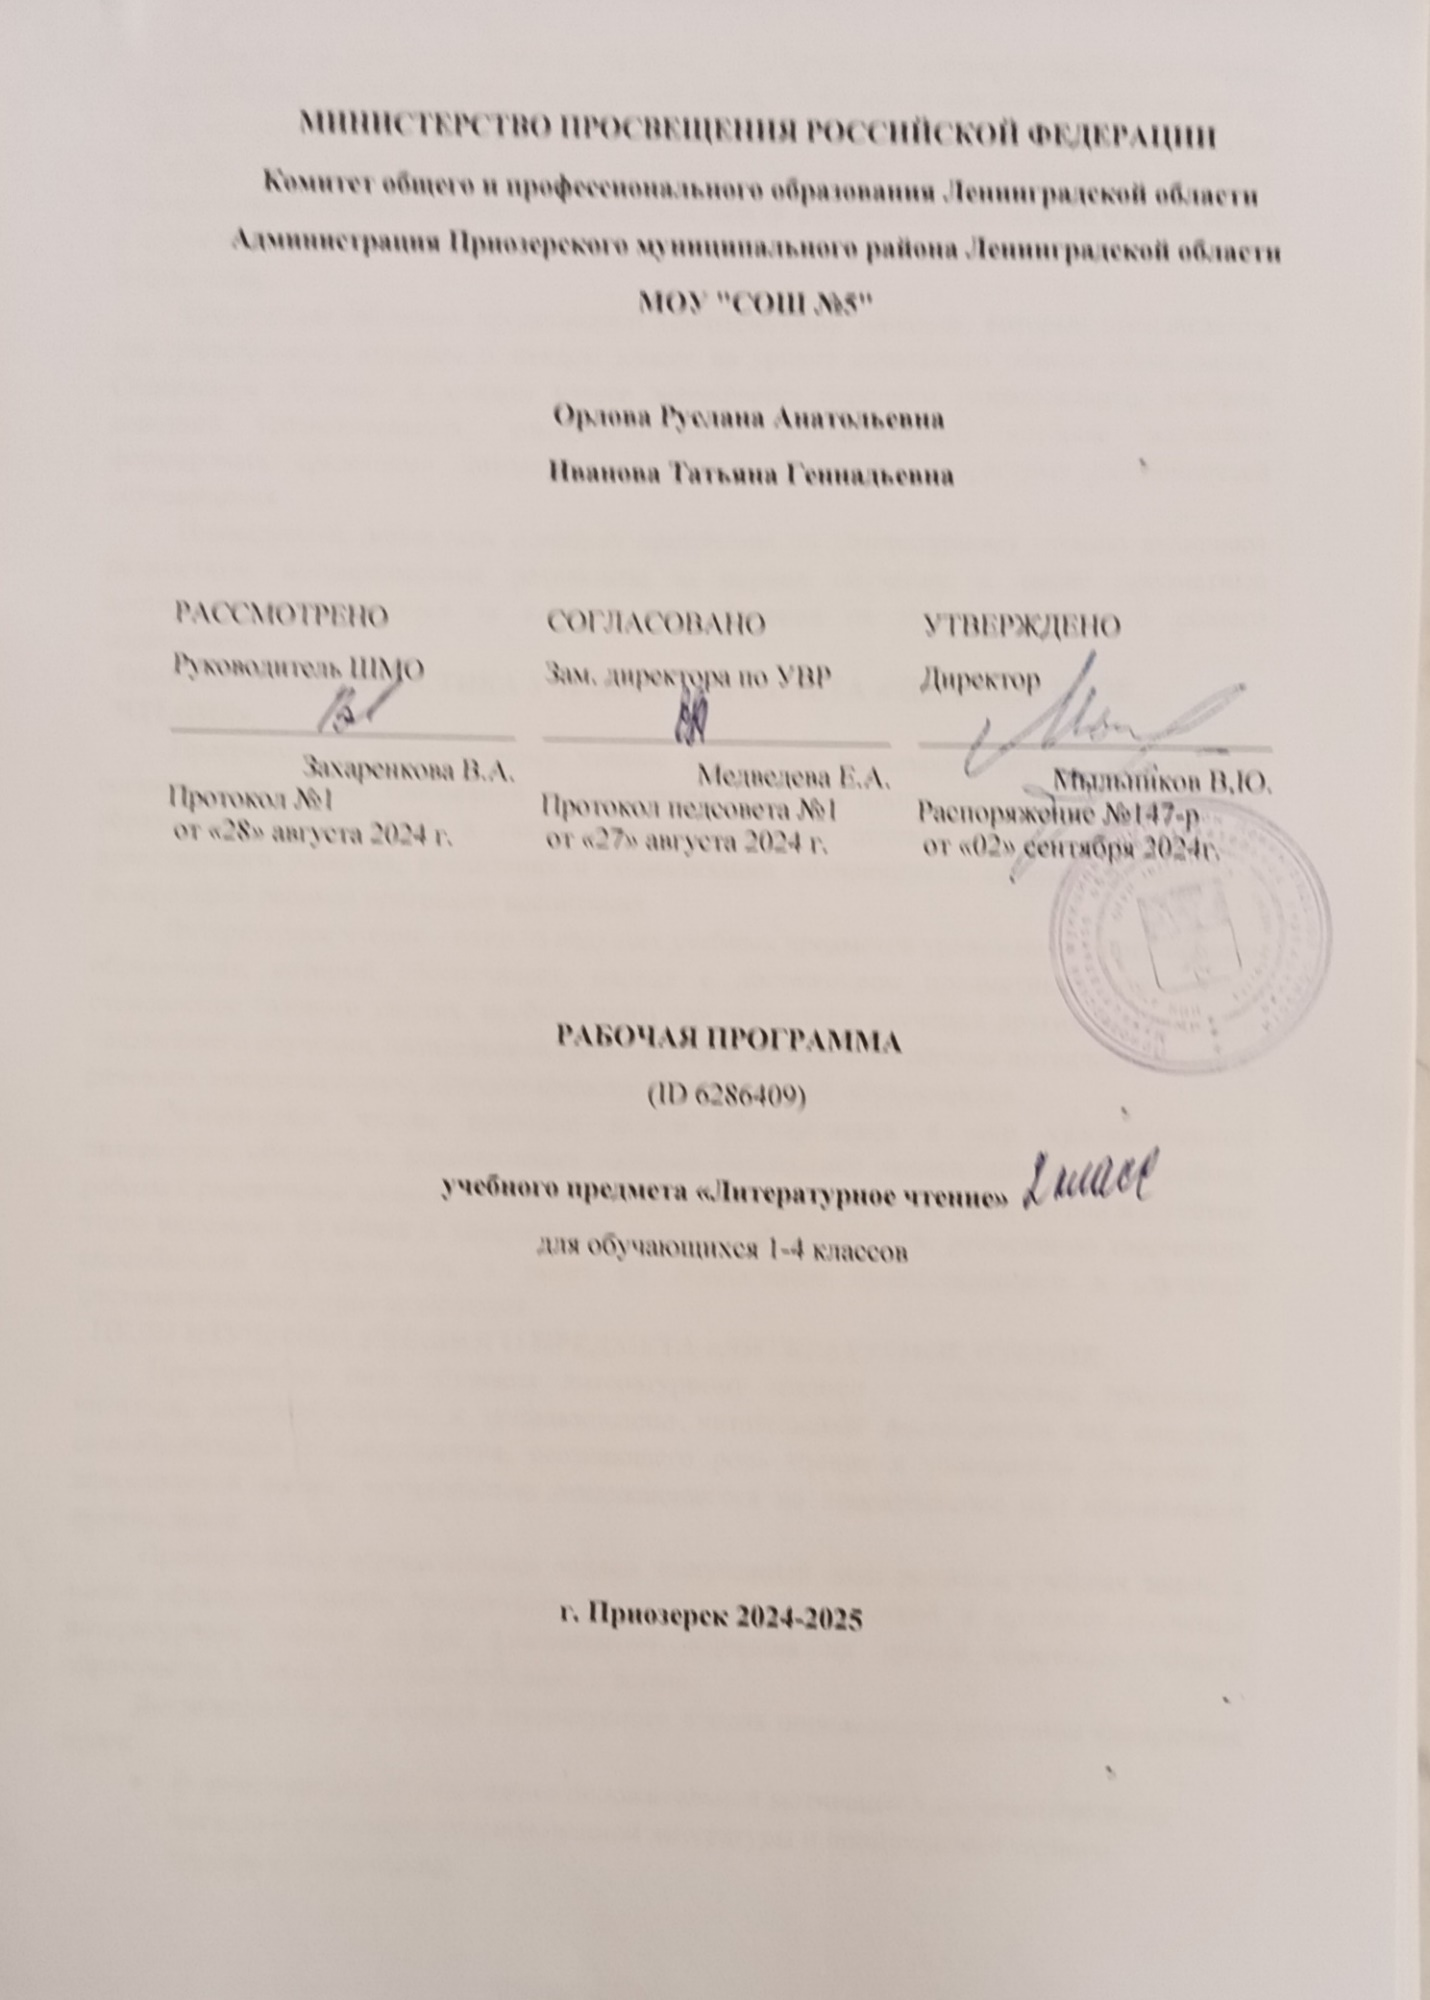 МИНИСТЕРСТВО ПРОСВЕЩЕНИЯ РОССИЙСКОЙ ФЕДЕРАЦИИ
Комитет общего и профессионального образования Ленинградской области
Администрация Приозерского муниципального района Ленинградской области
МОУ "СОШ №5"
Орлова Руслана Анатольевна
Иванова Татьяна Геннадьевна
РАССМОТРЕНО
Руководитель ШМО
Захаренкова В.А.
Протокол №1
от «28» августа 2024 г.
СОГЛАСОВАНО
Зам. директора по УВР
Медведева Е.А.
Протокол педсовета №1
от «27» августа 2024 г.
УТВЕРЖДЕНО
Директор
Мыльников В.Ю.
Распоряжение №147-р
от «02» сентября 2024г.
РАБОЧАЯ ПРОГРАММА
(ID 6286409)
учебного предмета «Литературное чтение» 2 класс
для обучающихся 1-4 классов
г. Приозерск 2024-2025